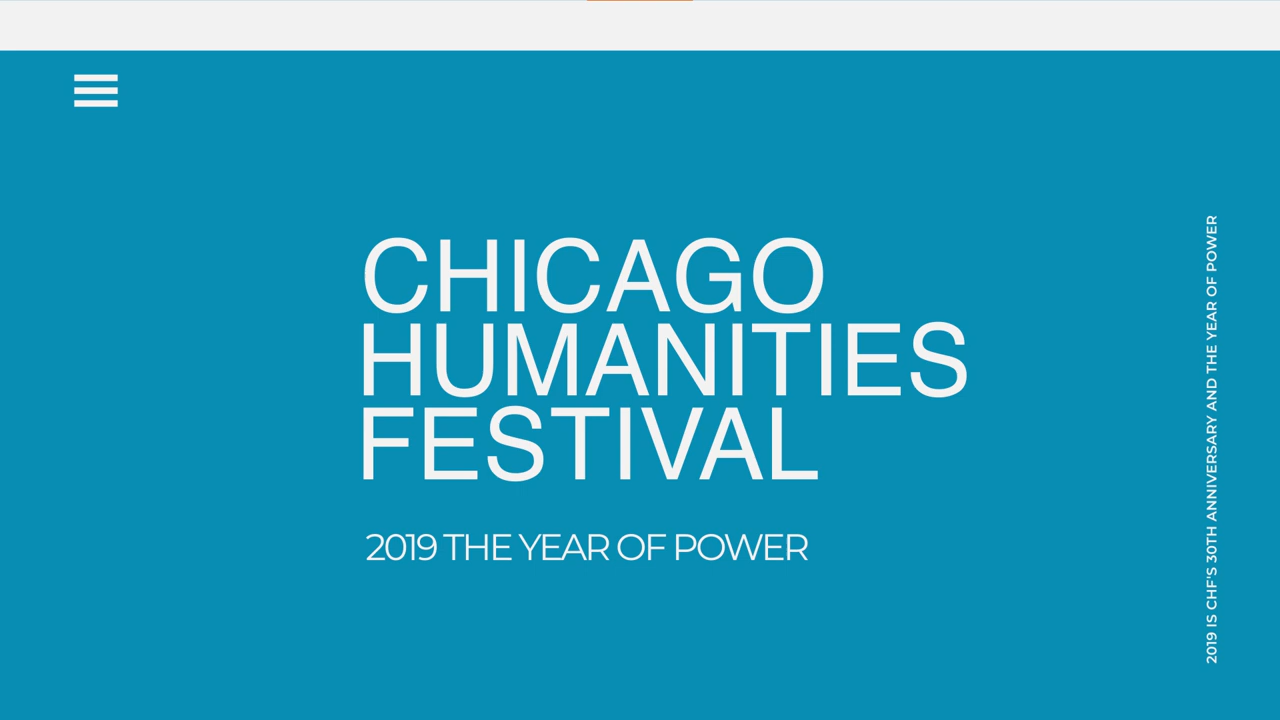 CHICAGO
HUMANITIES
FESTIVAL
2019 THE YEAR OF POWER
2019 IS CHF'S 30TH ANNIVERSARY AND THE YEAR OF POWER